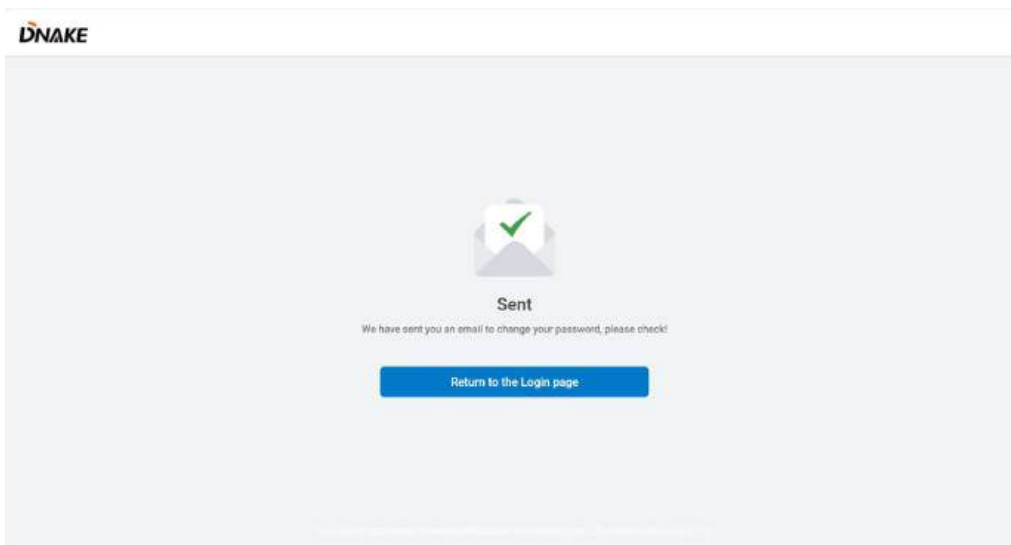 DNAKE
Sent
We have sent you an email to change your password, please check!
Return to the Login page